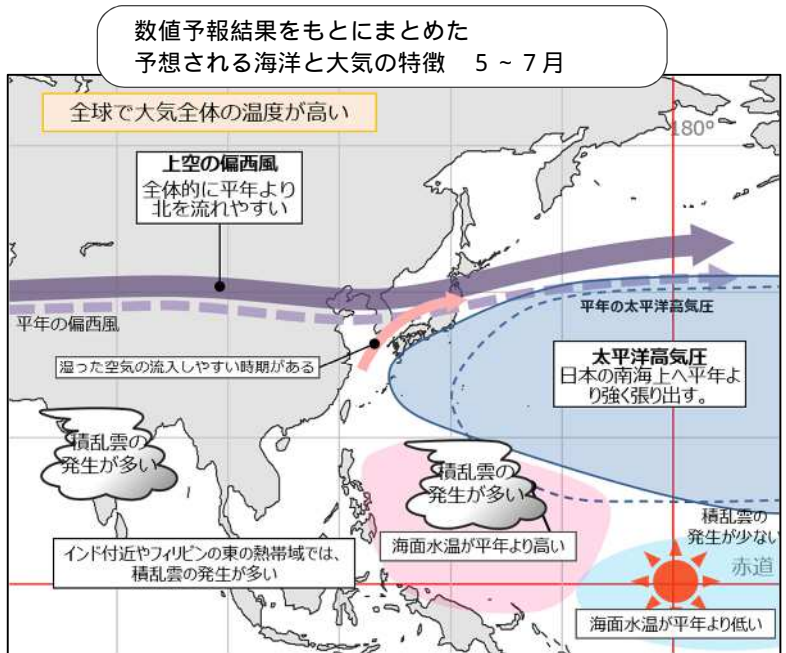 数値予報結果をもとにまとめた
予想される海洋と大気の特徴　５～７月
全球で大気全体の温度が高い
180°
上空の偏西風
全体的に平年より
北を流れやすい
平年の偏西風
平年の太平洋高気圧
湿った空気の流入しやすい時期がある
太平洋高気圧
日本の南海上へ平年よ
り強く張り出す。
積乱雲の
発生が多い
積乱雲の
発生が多い
積乱雲の
発生が少ない
インド付近やフィリピンの東の熱帯域では、
積乱雲の発生が多い
海面水温が平年より高い
赤道
海面水温が平年より低い